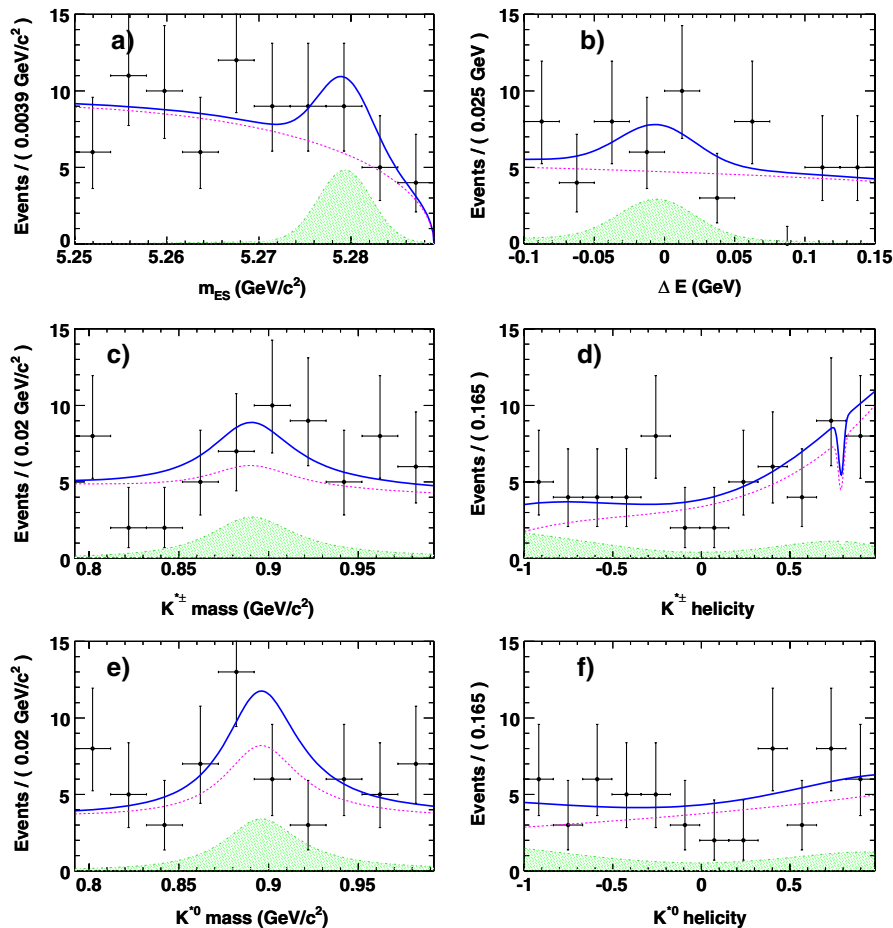 a)
Events / ( 0.0039 GeV/c²)
15
10
5
0
5.25 5.26 5.27 5.28
m_ES (GeV/c²)
b)
Events / ( 0.025 GeV)
15
10
5
0
-0.1 -0.05 0 0.05 0.1 0.15
Δ E (GeV)
c)
Events / ( 0.02 GeV/c²)
15
10
5
0
0.8 0.85 0.9 0.95
K*± mass (GeV/c²)
d)
Events / ( 0.165)
15
10
5
0
-1 -0.5 0 0.5
K*± helicity
e)
Events / ( 0.02 GeV/c²)
15
10
5
0
0.8 0.85 0.9 0.95
K*0 mass (GeV/c²)
f)
Events / ( 0.165)
15
10
5
0
-1 -0.5 0 0.5
K*0 helicity